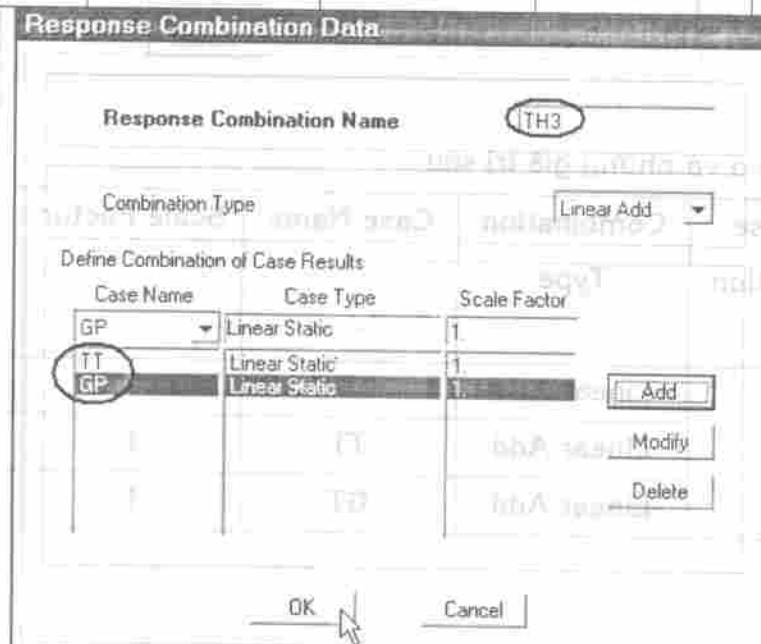 Response Combination Data
Response Combination Name TH3
Combination Type Linear Add
Define Combination of Case Results
Case Name Case Type Scale Factor
GP Linear Static 1.
TT Linear Static 1.
GP Linear Static 1.
Add
Modify
Delete
OK Cancel